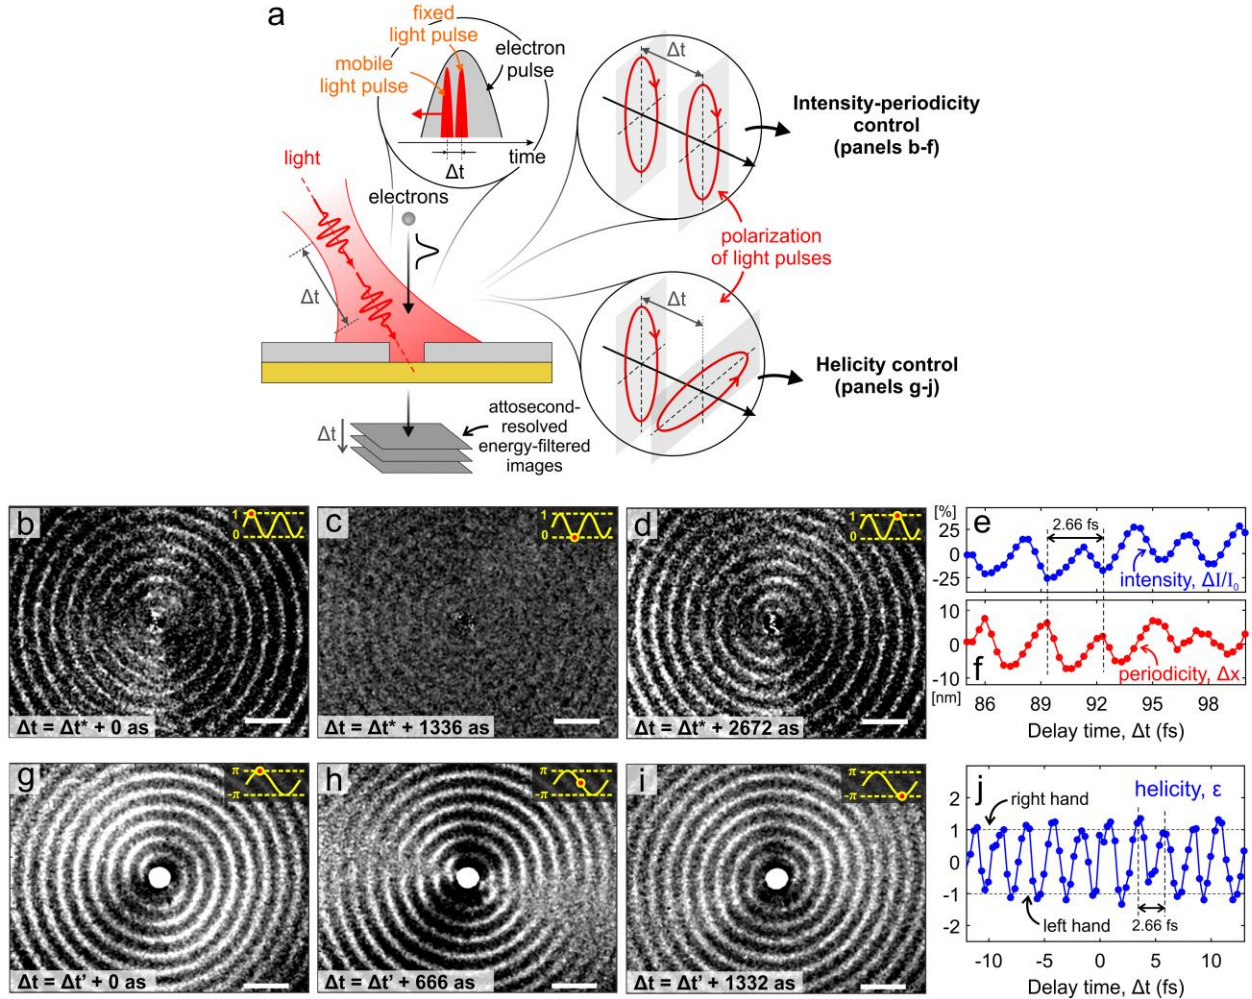 a
fixed
light pulse
mobile
light pulse
electron
pulse
time
Δt
light
electrons
Δt
Δt
attosecond-
resolved
energy-filtered
images
Δt
Intensity-periodicity
control
(panels b-f)
polarization
of light pulses
Δt
Helicity control
(panels g-j)
b
1
0
Δt = Δt* + 0 as
c
1
0
Δt = Δt* + 1336 as
d
1
0
Δt = Δt* + 2672 as
e
[%]
25
0
-25
2.66 fs
intensity, ΔI/I₀
f
10
0
-10
[nm]
periodicity, Δx
86 89 92 95 98
Delay time, Δt (fs)
g
π
-π
Δt = Δt' + 0 as
h
π
-π
Δt = Δt' + 666 as
i
π
-π
Δt = Δt' + 1332 as
j
helicity, ε
right hand
left hand
2.66 fs
2
1
0
-1
-2
-10 -5 0 5 10
Delay time, Δt (fs)